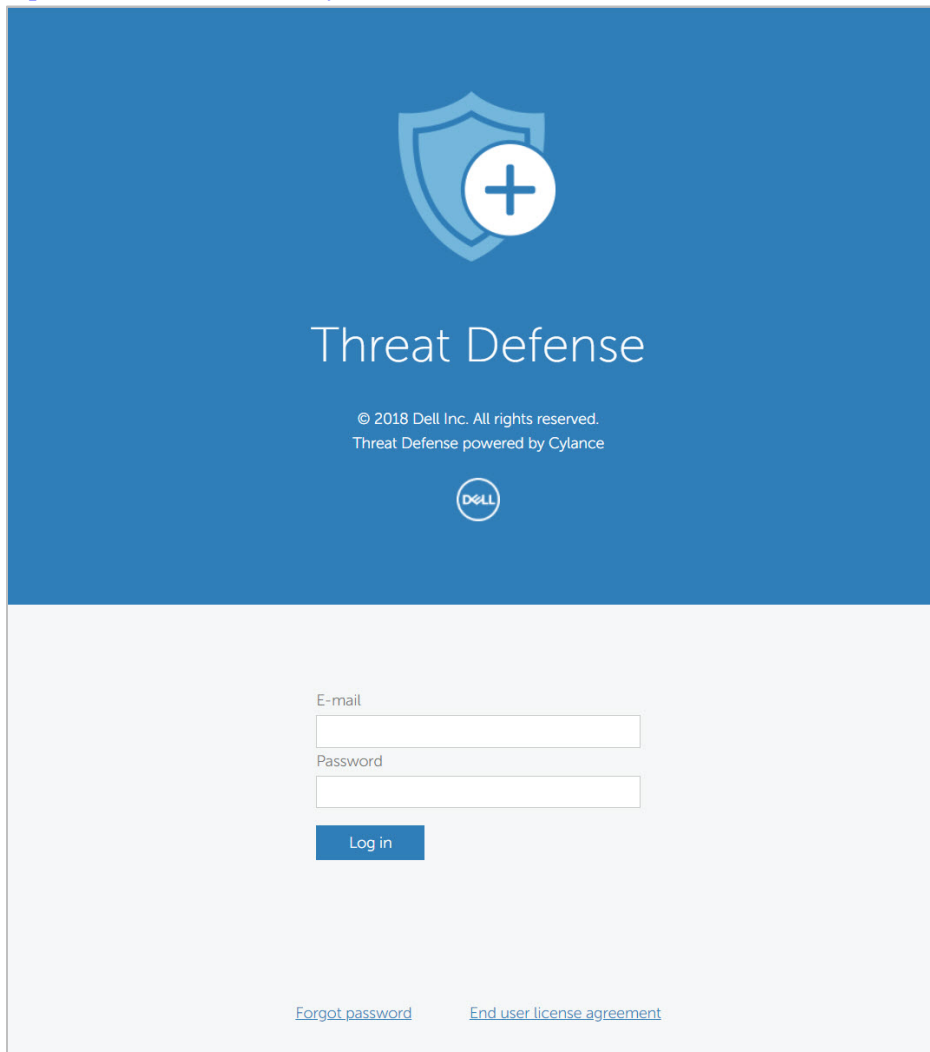 Threat Defense
© 2018 Dell Inc. All rights reserved.
Threat Defense powered by Cylance
DELL
E-mail
Password
Log in
Forgot password End user license agreement